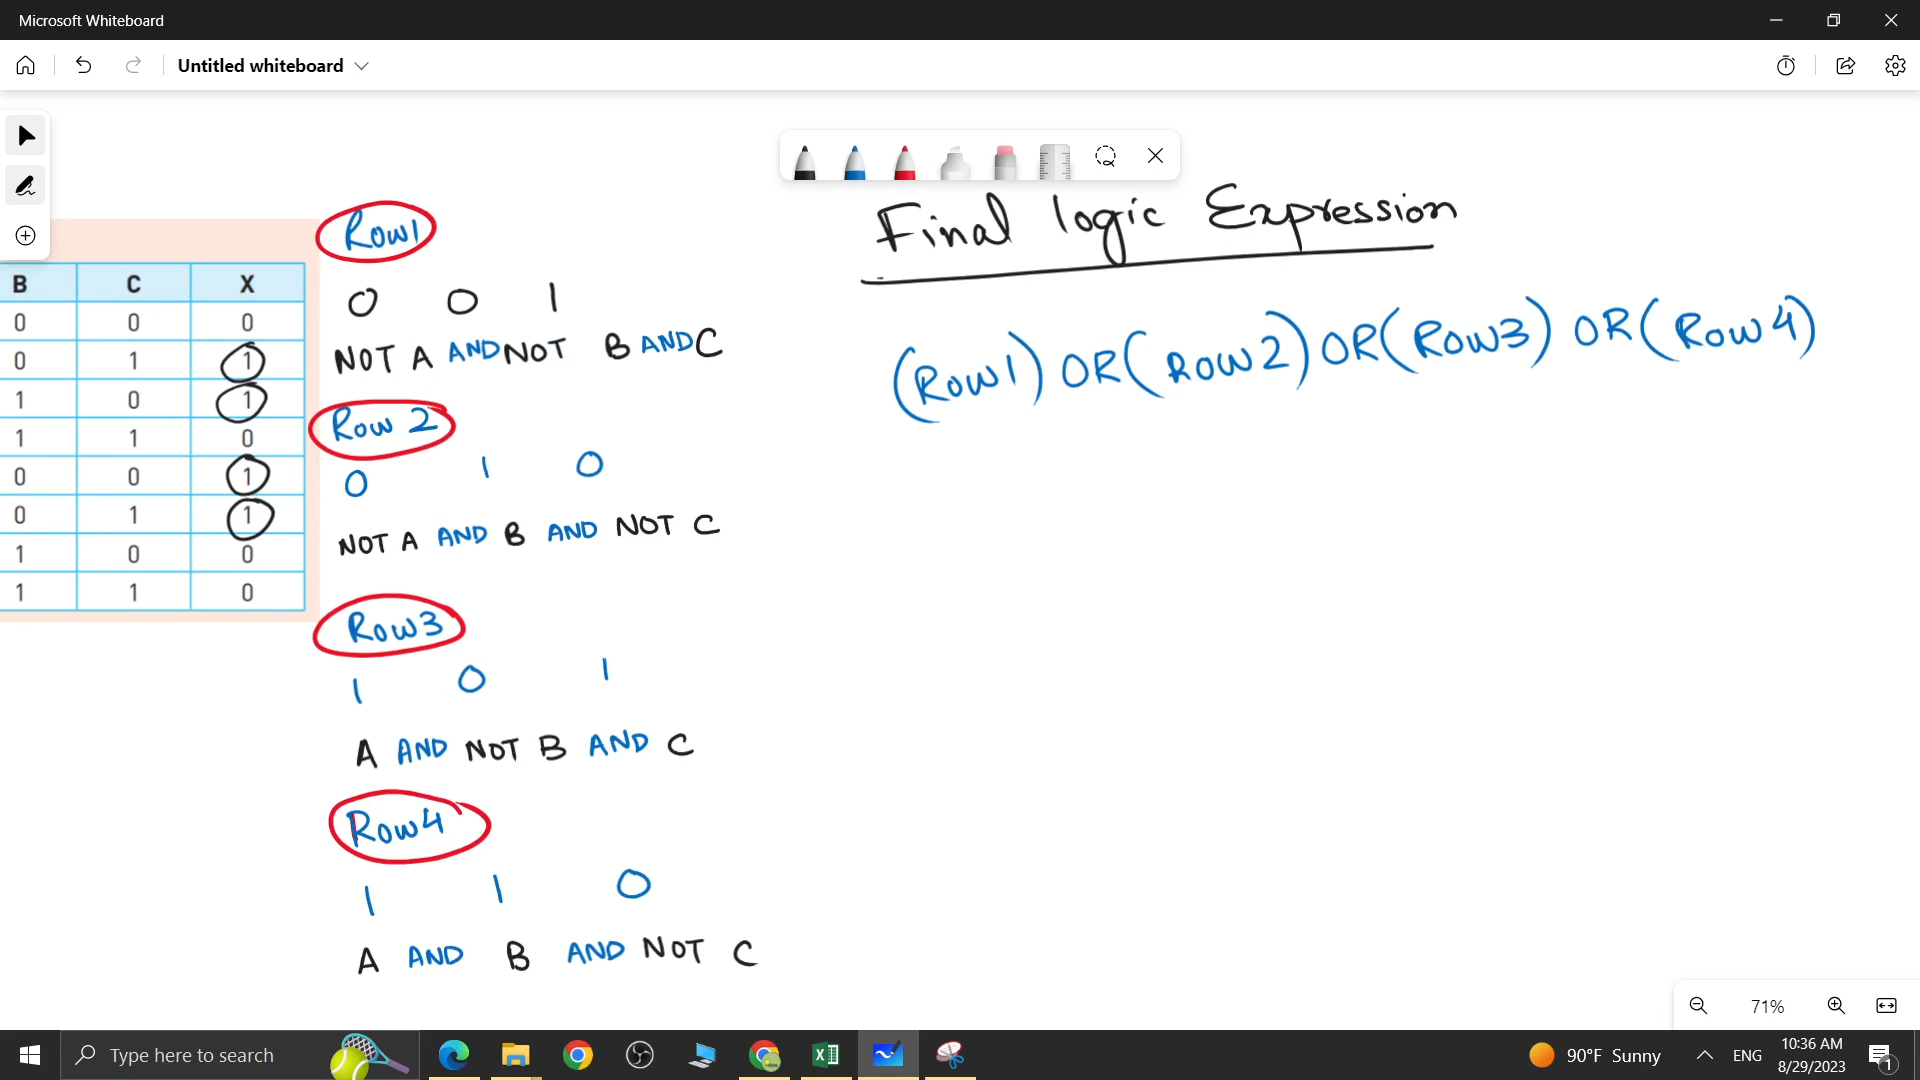 Microsoft Whiteboard
Untitled whiteboard
B C X
0 0 0
0 1 1
1 0 1
1 1 0
0 0 1
0 1 1
1 0 0
1 1 0
Row1
0 0 1
NOT A AND NOT B AND C
Row 2
0 1 0
NOT A AND B AND NOT C
Row3
1 0 1
A AND NOT B AND C
Row4
1 1 0
A AND B AND NOT C
Final logic Expression
(Row1) OR (Row2) OR (Row3) OR (Row4)
71%
Type here to search
90°F Sunny
ENG
10:36 AM
8/29/2023
1